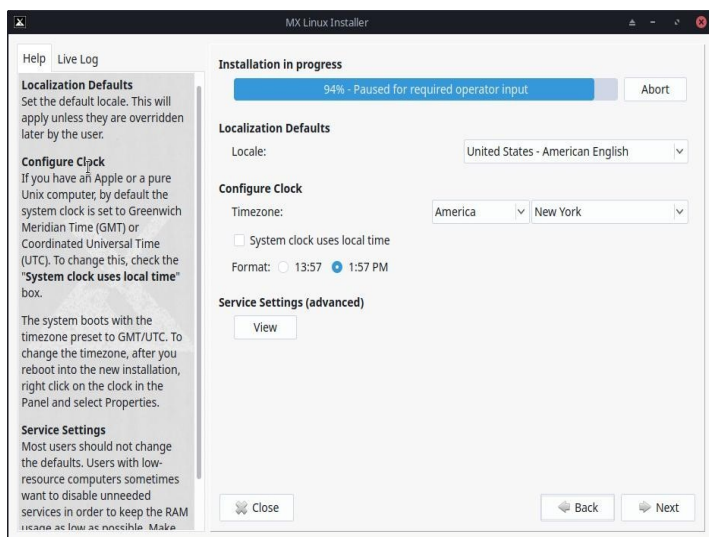 MX Linux Installer
Help Live Log
Localization Defaults
Set the default locale. This will
apply unless they are overridden
later by the user.
Configure Clock
If you have an Apple or a pure
Unix computer, by default the
system clock is set to Greenwich
Meridian Time (GMT) or
Coordinated Universal Time
(UTC). To change this, check the
"System clock uses local time"
box.
The system boots with the
timezone preset to GMT/UTC. To
change the timezone, after you
reboot into the new installation,
right click on the clock in the
Panel and select Properties.
Service Settings
Most users should not change
the defaults. Users with low-
resource computers sometimes
want to disable unneeded
services in order to keep the RAM
usage as low as possible. Make
Installation in progress
94% - Paused for required operator input
Abort
Localization Defaults
Locale: United States - American English
Configure Clock
Timezone: America New York
System clock uses local time
Format: 13:57 1:57 PM
Service Settings (advanced)
View
Close Back Next